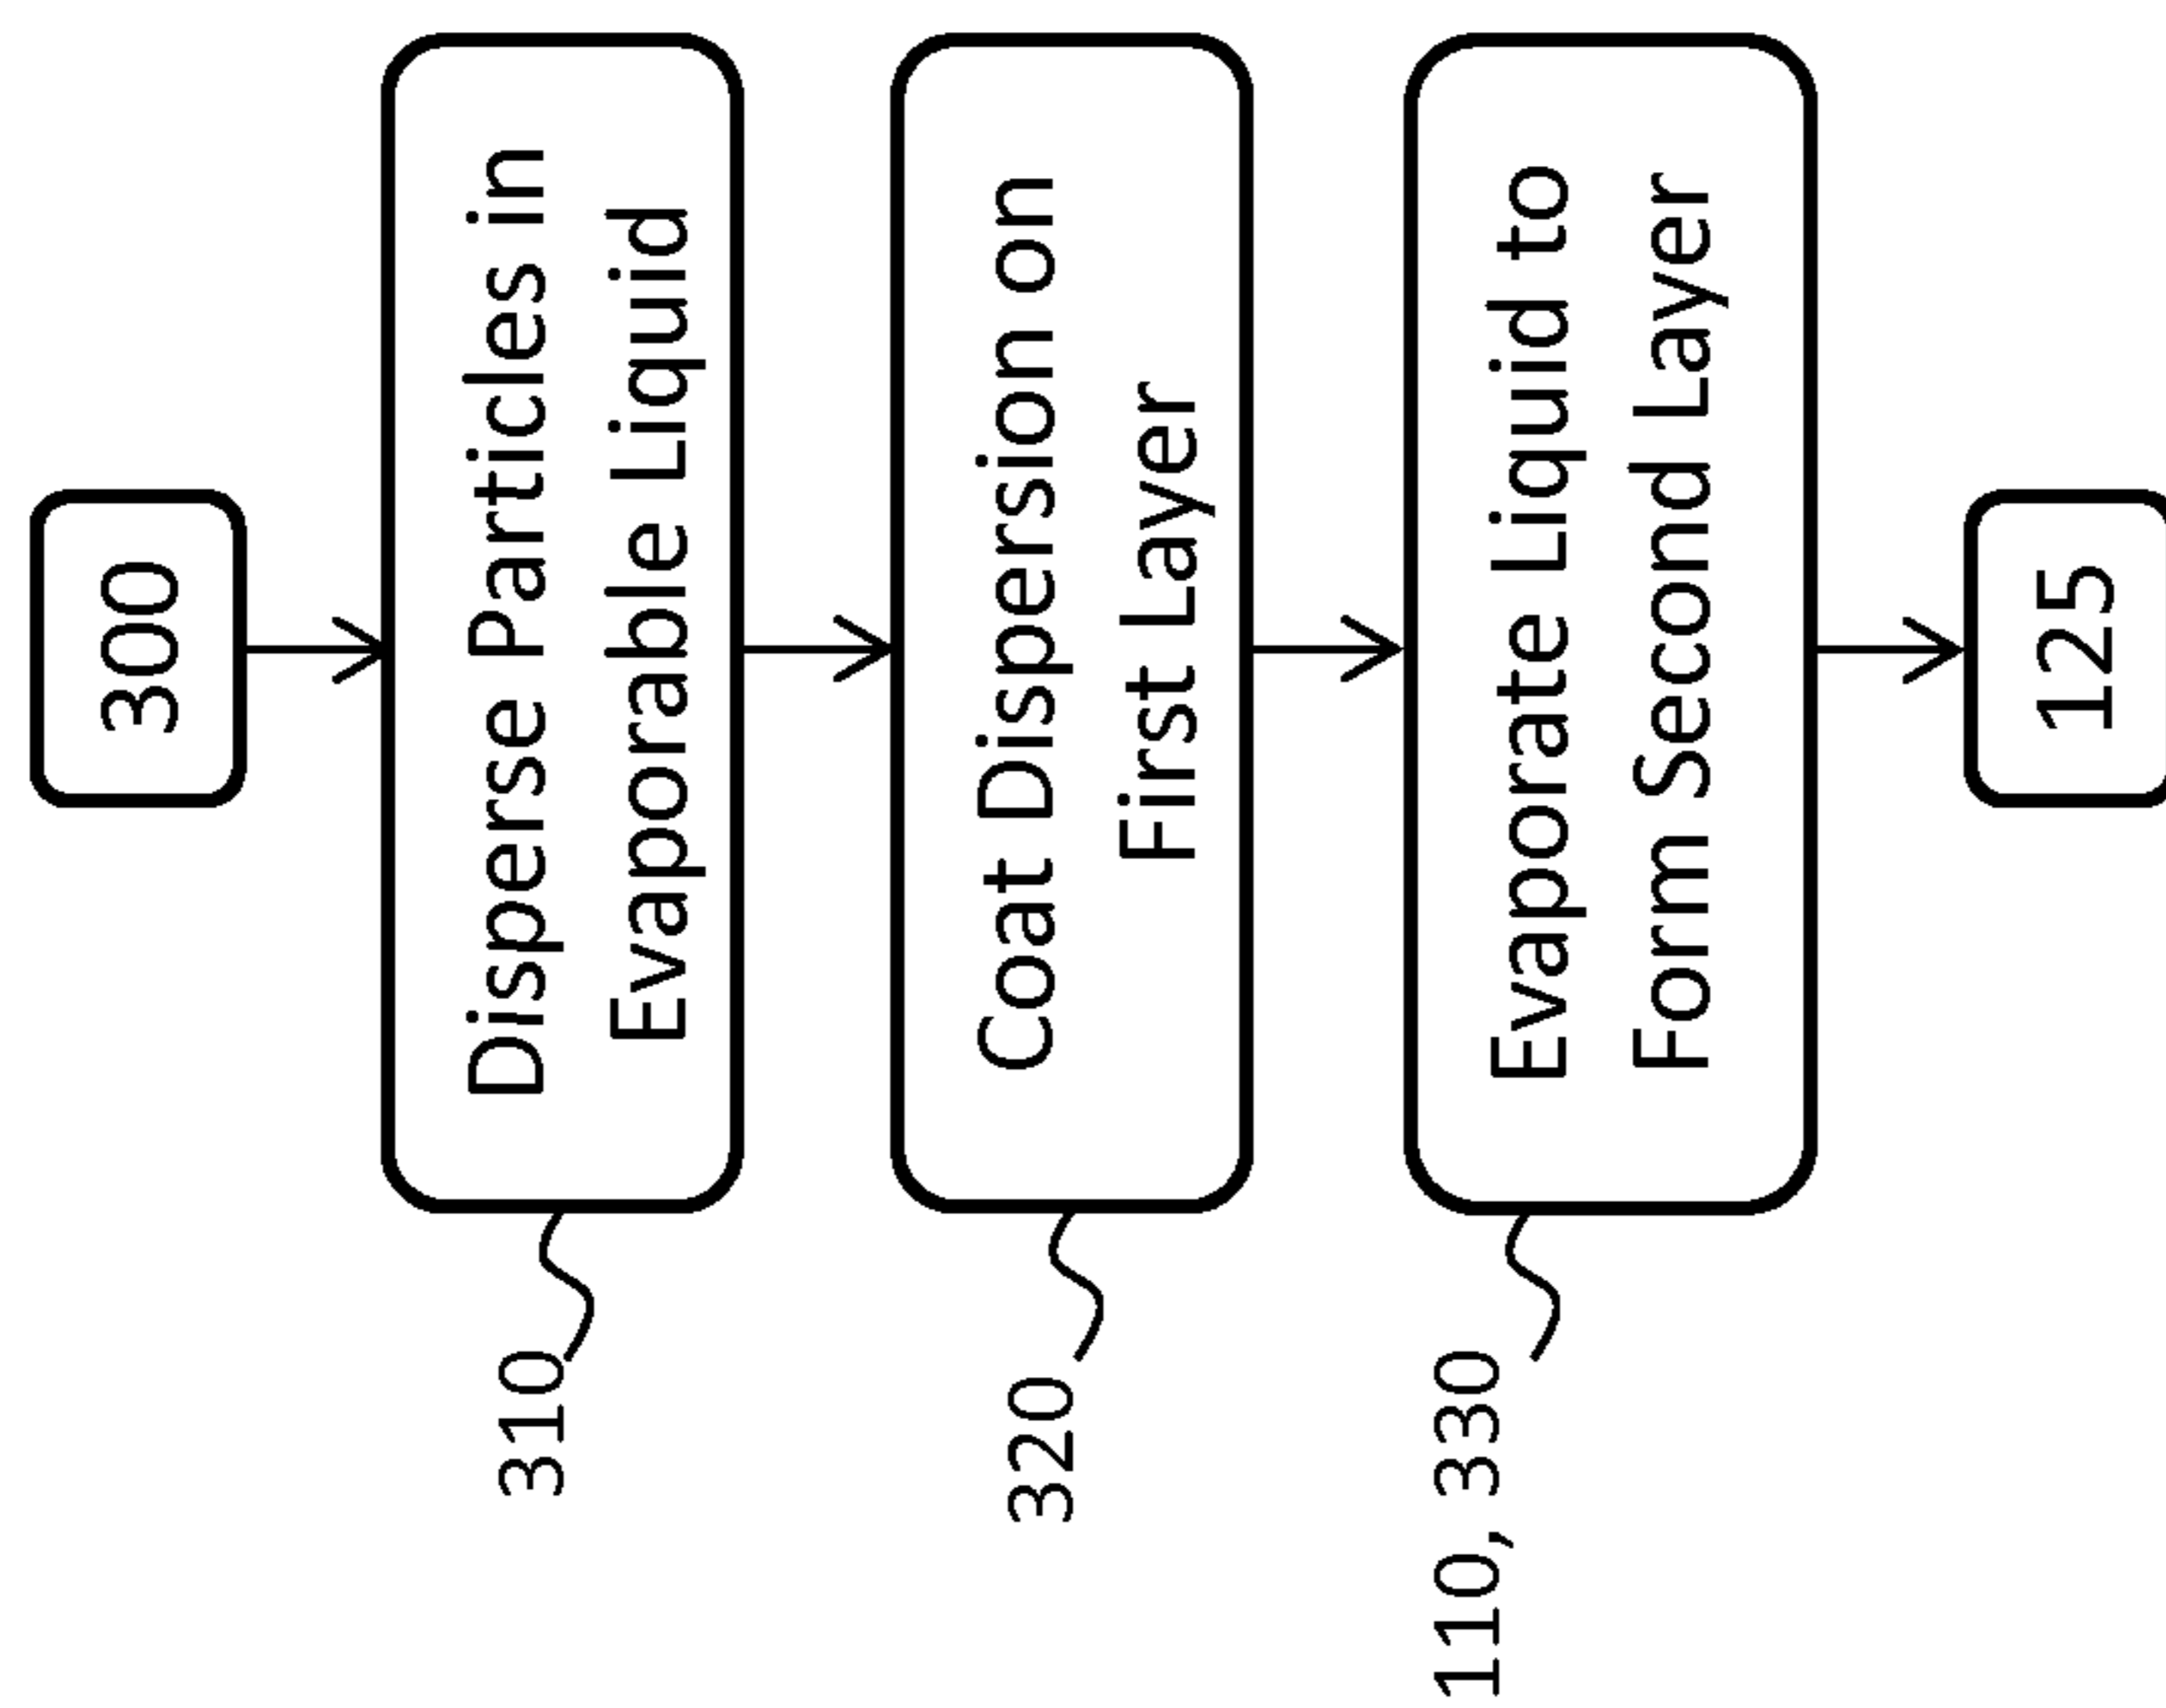 300
Disperse Particles in
Evaporable Liquid
310
Coat Dispersion on
First Layer
320
Evaporate Liquid to
Form Second Layer
110, 330
125